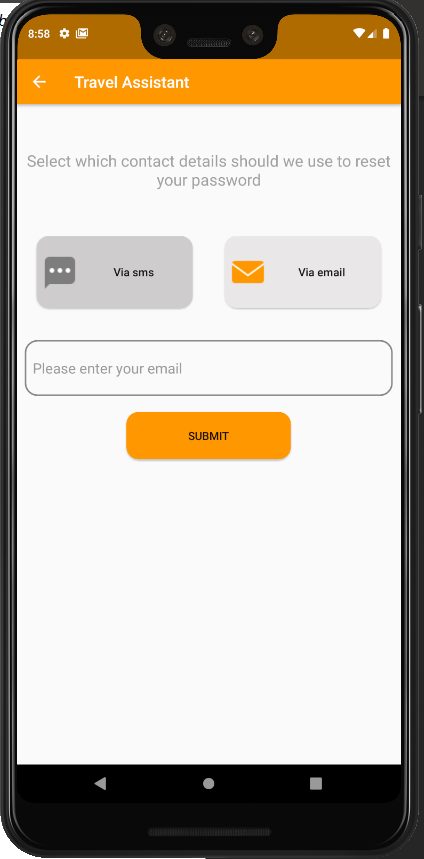 8:58
Travel Assistant
Select which contact details should we use to reset
your password
Via sms
Via email
Please enter your email
SUBMIT